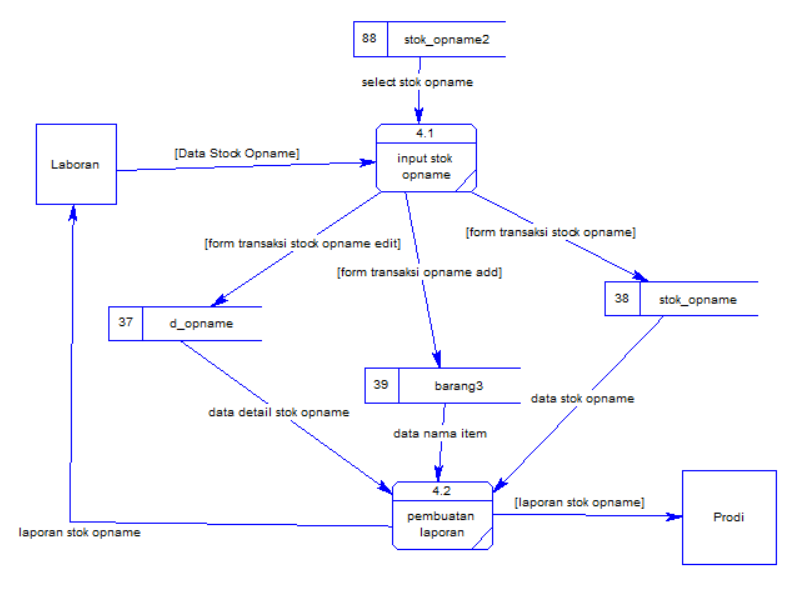 88 stok_opname2
select stok opname
4.1
[Data Stock Opname]
input stok
opname
Laboran
[form transaksi stock opname edit]
[form transaksi stock opname]
[form transaksi opname add]
38 stok_opname
37 d_opname
39 barang3
data detail stok opname
data stok opname
data nama item
4.2
[laporan stok opname]
pembuatan
laporan
Prodi
laporan stok opname